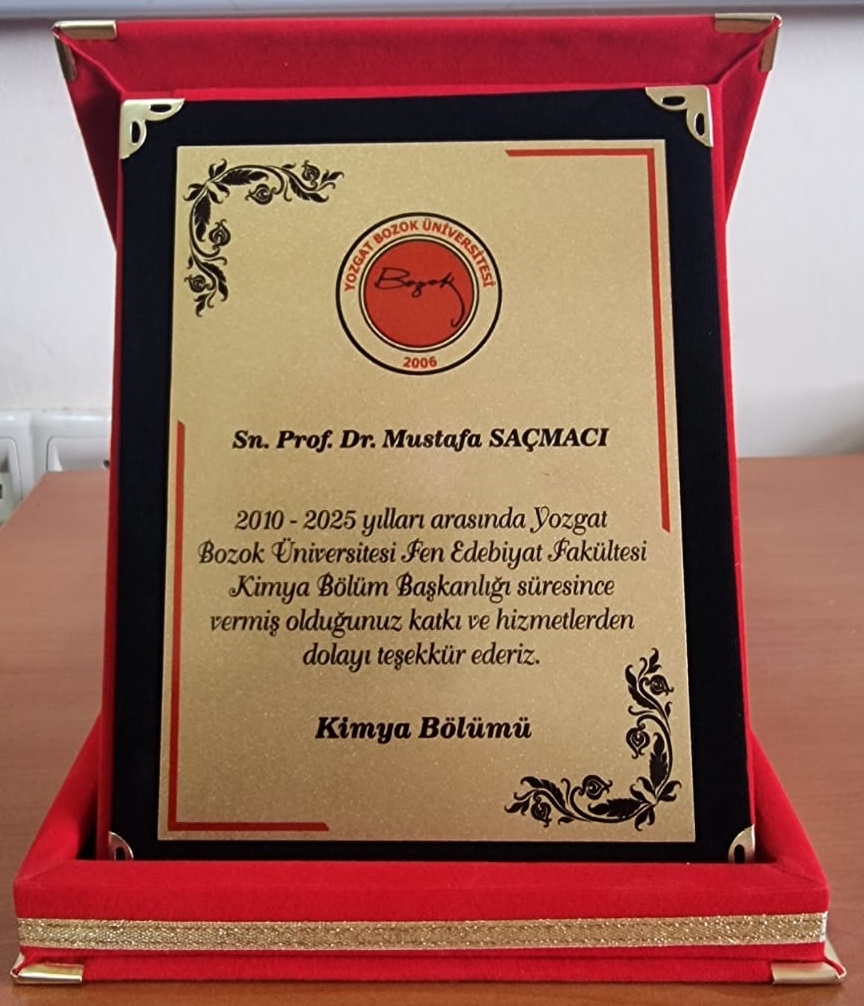 YOZGAT BOZOK ÜNİVERSİTESİ
Bozok
2006
Sn. Prof. Dr. Mustafa SAÇMACI
2010 - 2025 yılları arasında Yozgat
Bozok Üniversitesi Fen Edebiyat Fakültesi
Kimya Bölüm Başkanlığı süresince
vermiş olduğunuz katkı ve hizmetlerden
dolayı teşekkür ederiz.
Kimya Bölümü